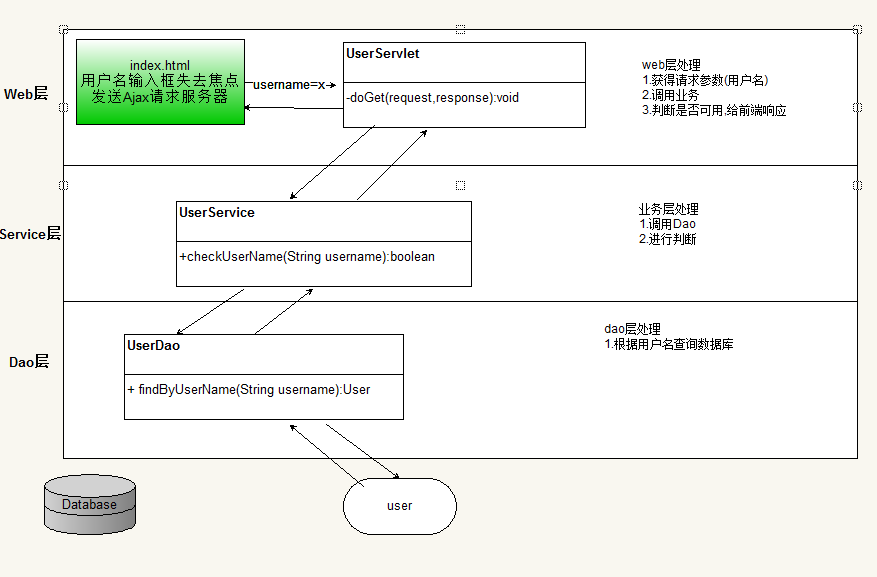 Web层
index.html
用户名输入框失去焦点
发送Ajax请求服务器
username=x
UserServlet
-doGet(request,response):void
web层处理
1.获得请求参数(用户名)
2.调用业务
3.判断是否可用,给前端响应
Service层
UserService
+checkUserName(String username):boolean
业务层处理
1.调用Dao
2.进行判断
Dao层
UserDao
+ findByUserName(String username):User
dao层处理
1.根据用户名查询数据库
Database
user